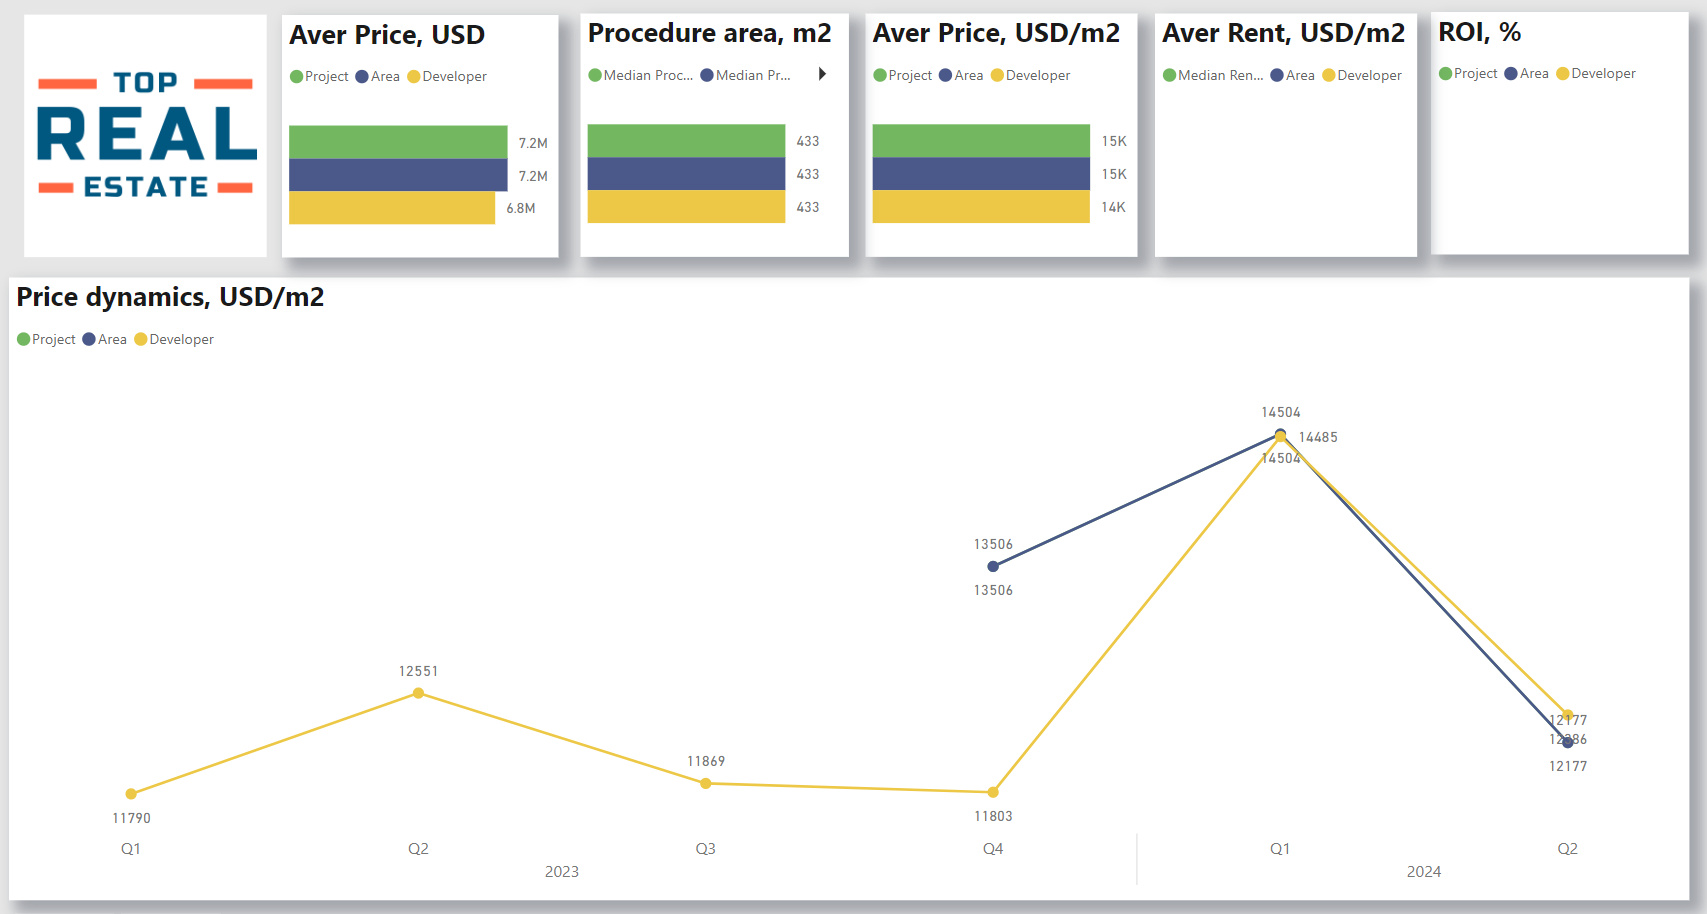 TOP
REAL
ESTATE
Aver Price, USD
Project Area Developer
7.2M
7.2M
6.8M
Procedure area, m2
Median Proc... Median Pr...
433
433
433
Aver Price, USD/m2
Project Area Developer
15K
15K
14K
Aver Rent, USD/m2
Median Ren... Area Developer
ROI, %
Project Area Developer
Price dynamics, USD/m2
Project Area Developer
14504
14485
14504
13506
13506
12551
12177
12386
12177
11869
11790
11803
Q1 Q2 Q3 Q4 Q1 Q2
2023 2024